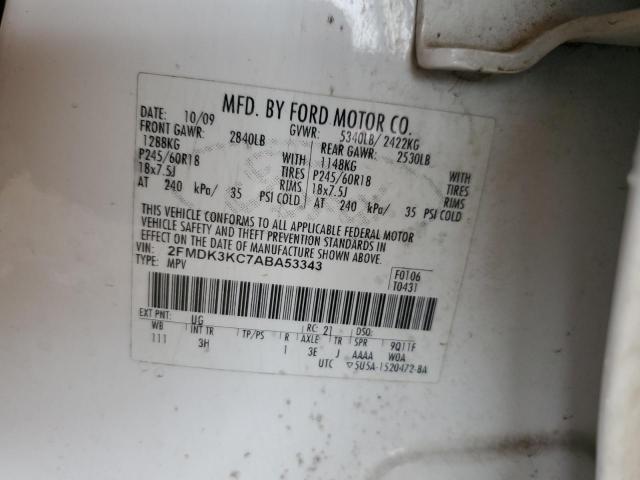 MFD. BY FORD MOTOR CO.
DATE: 10/09 GVWR: 5340LB/ 2422KG
FRONT GAWR: 2840LB REAR GAWR: 2530LB
1288KG WITH 1148KG WITH
P245/60R18 TIRES P245/60R18 TIRES
18x7.5J RIMS 18x7.5J RIMS
AT 240 kPa/ 35 PSI COLD AT 240 kPa/ 35 PSI COLD
THIS VEHICLE CONFORMS TO ALL APPLICABLE FEDERAL MOTOR
VEHICLE SAFETY AND THEFT PREVENTION STANDARDS IN
EFFECT ON THE DATE OF MANUFACTURE SHOWN ABOVE.
VIN: 2FMDK3KC7ABA53343 F0106
TYPE: MPV T0431
EXT PNT: UG RC: 21 DSO:
WB INT TR TP/PS R AXLE TR SPR 9Q11F
111 3H 1 3E J AAAA W0A
UTC 5U5A-1520472-BA